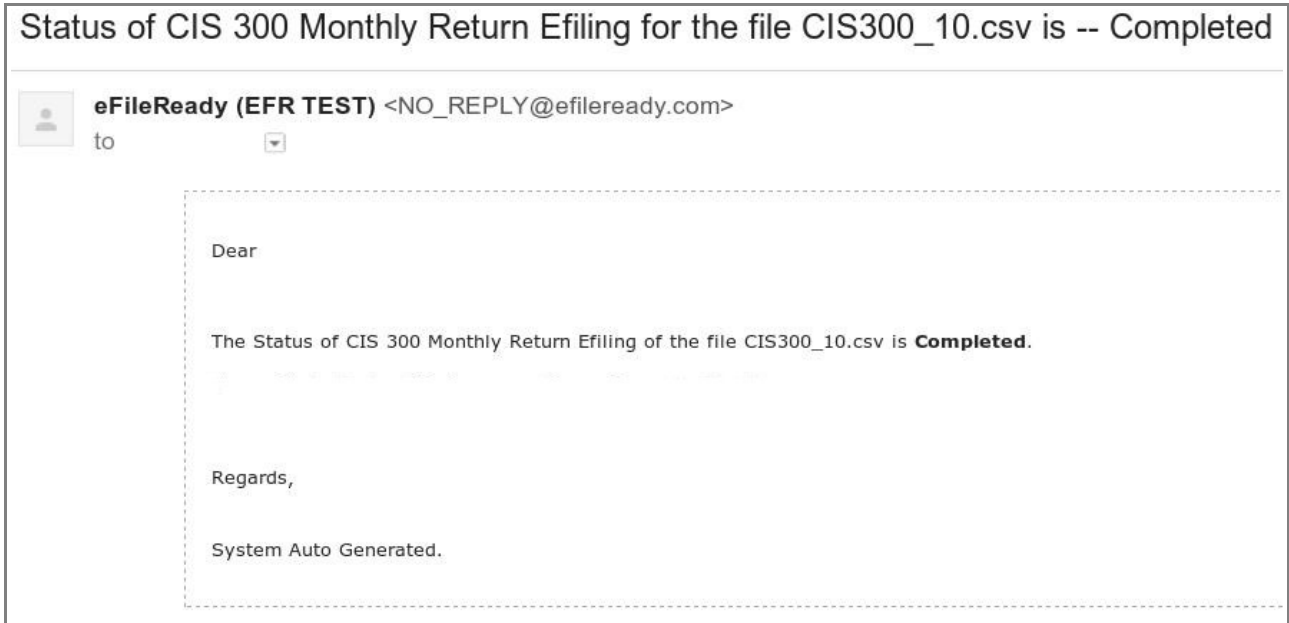 Status of CIS 300 Monthly Return Efiling for the file CIS300_10.csv is -- Completed
eFileReady (EFR TEST) <NO_REPLY@efileready.com>
to
Dear
The Status of CIS 300 Monthly Return Efiling of the file CIS300_10.csv is Completed.
Regards,
System Auto Generated.